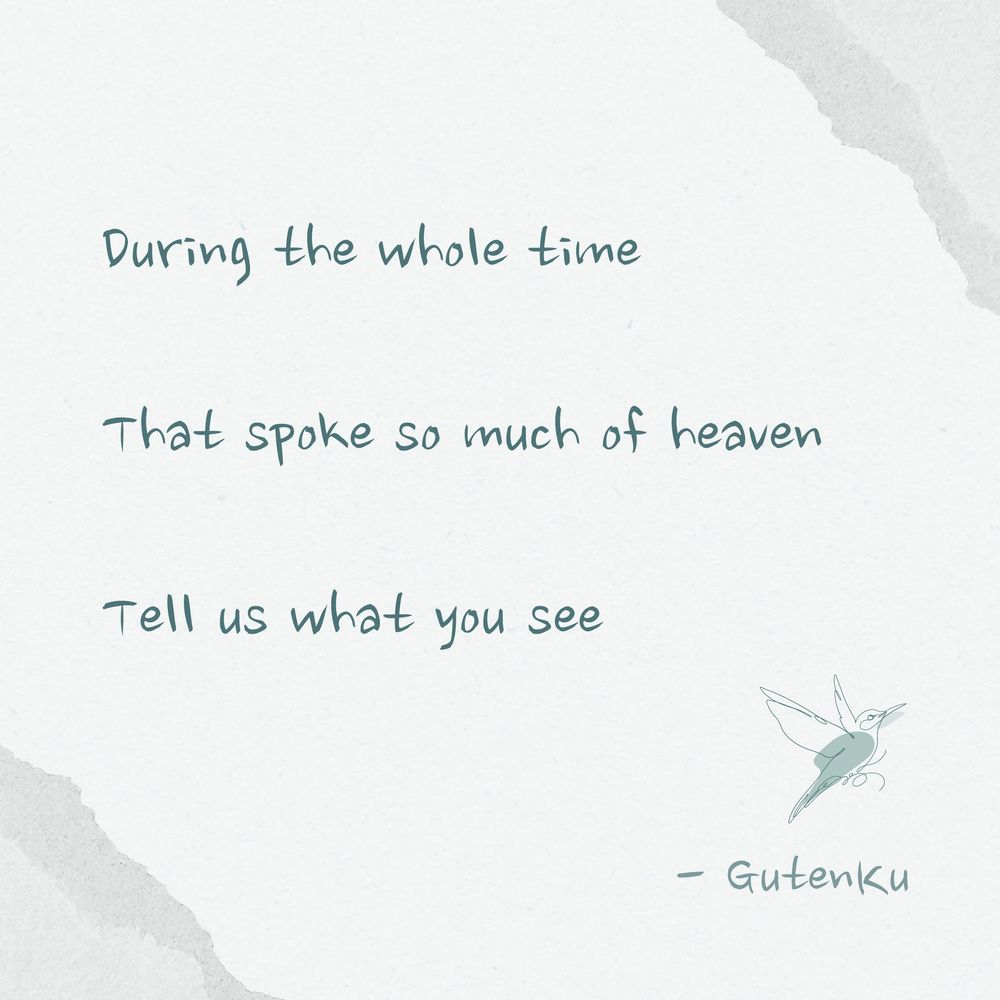 During the whole time
That spoke so much of heaven
Tell us what you see
- GutenKu